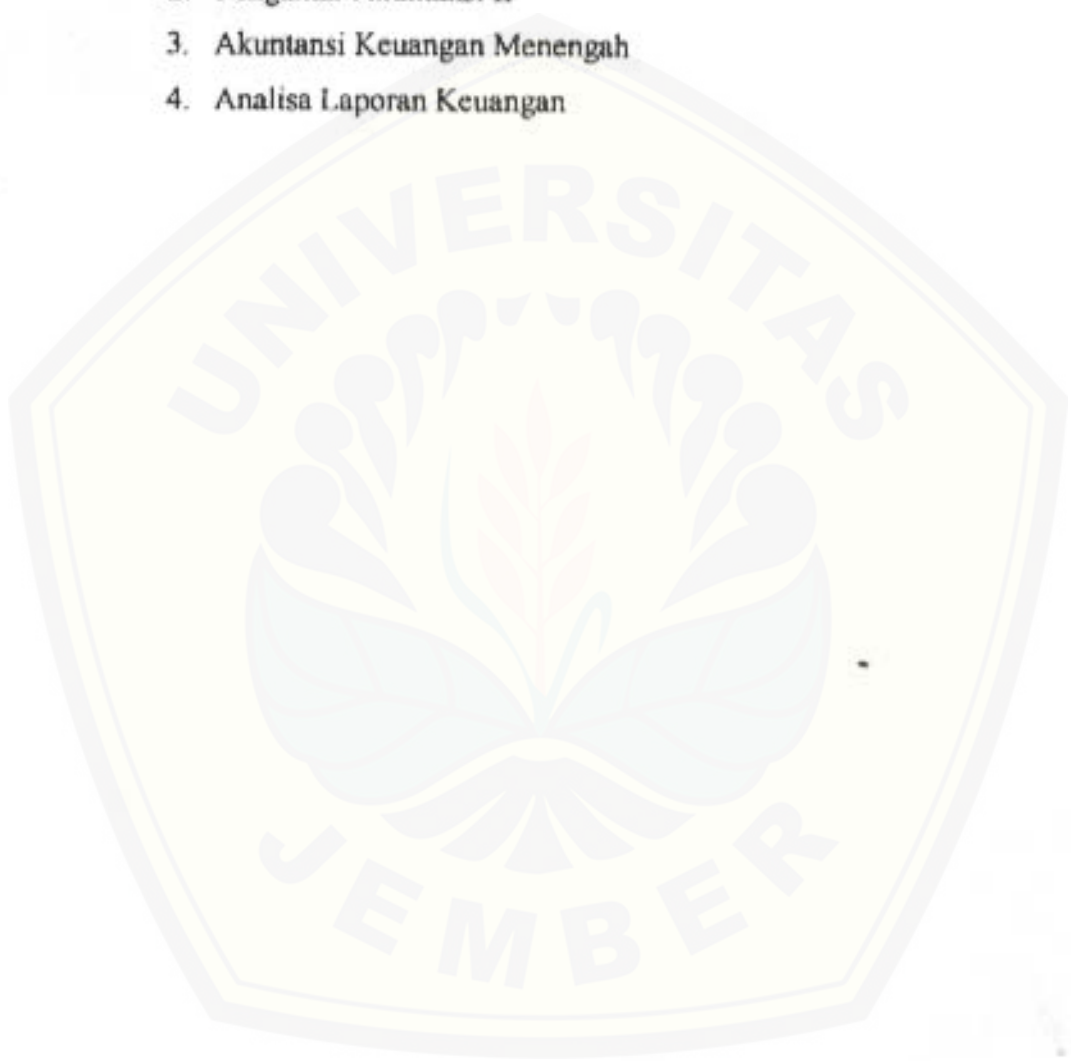 3. Akuntansi Keuangan Menengah
4. Analisa Laporan Keuangan
UNIVERSITAS
JEMBER